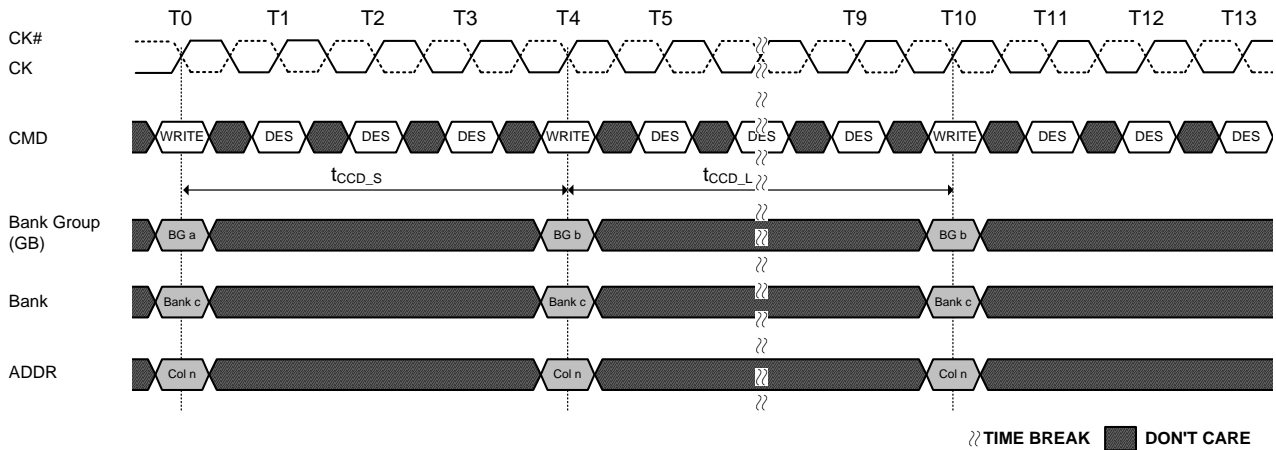 T0 T1 T2 T3 T4 T5 T9 T10 T11 T12 T13
CK#
CK
CMD WRITE DES DES DES WRITE DES DES DES WRITE DES DES DES
tCCD_S tCCD_L
Bank Group
(GB)
BG a BG b BG b
Bank Bank c Bank c Bank c
ADDR Col n Col n Col n
TIME BREAK DON'T CARE